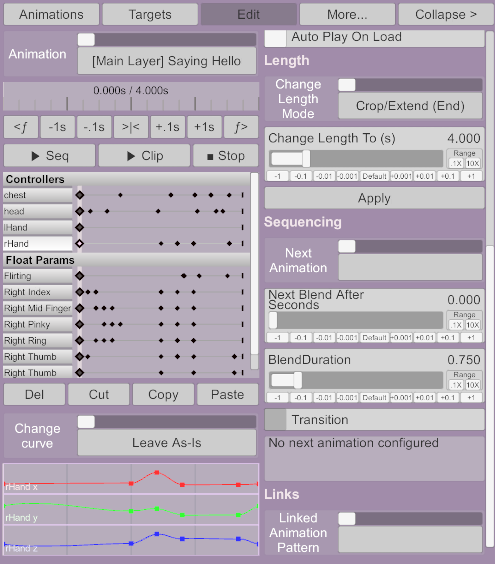 Animations
Targets
Edit
More...
Collapse >
Animation
[Main Layer] Saying Hello
0.000s / 4.000s
<ƒ
-1s
-.1s
>|<
+.1s
+1s
ƒ>
▶ Seq
▶ Clip
■ Stop
Controllers
chest
head
lHand
rHand
Float Params
Flirting
Right Index
Right Mid Finger
Right Pinky
Right Ring
Right Thumb
Right Thumb
Del
Cut
Copy
Paste
Change
curve
Leave As-Is
rHand x
rHand y
rHand z
Auto Play On Load
Length
Change
Length
Mode
Crop/Extend (End)
Change Length To (s)
4.000
Range
.1X 10X
-1 -0.1 -0.01 -0.001 Default +0.001 +0.01 +0.1 +1
Apply
Sequencing
Next
Animation
Next Blend After
Seconds
0.000
Range
.1X 10X
-1 -0.1 -0.01 -0.001 Default +0.001 +0.01 +0.1 +1
BlendDuration
0.750
Range
.1X 10X
-1 -0.1 -0.01 -0.001 Default +0.001 +0.01 +0.1 +1
Transition
No next animation configured
Links
Linked
Animation
Pattern